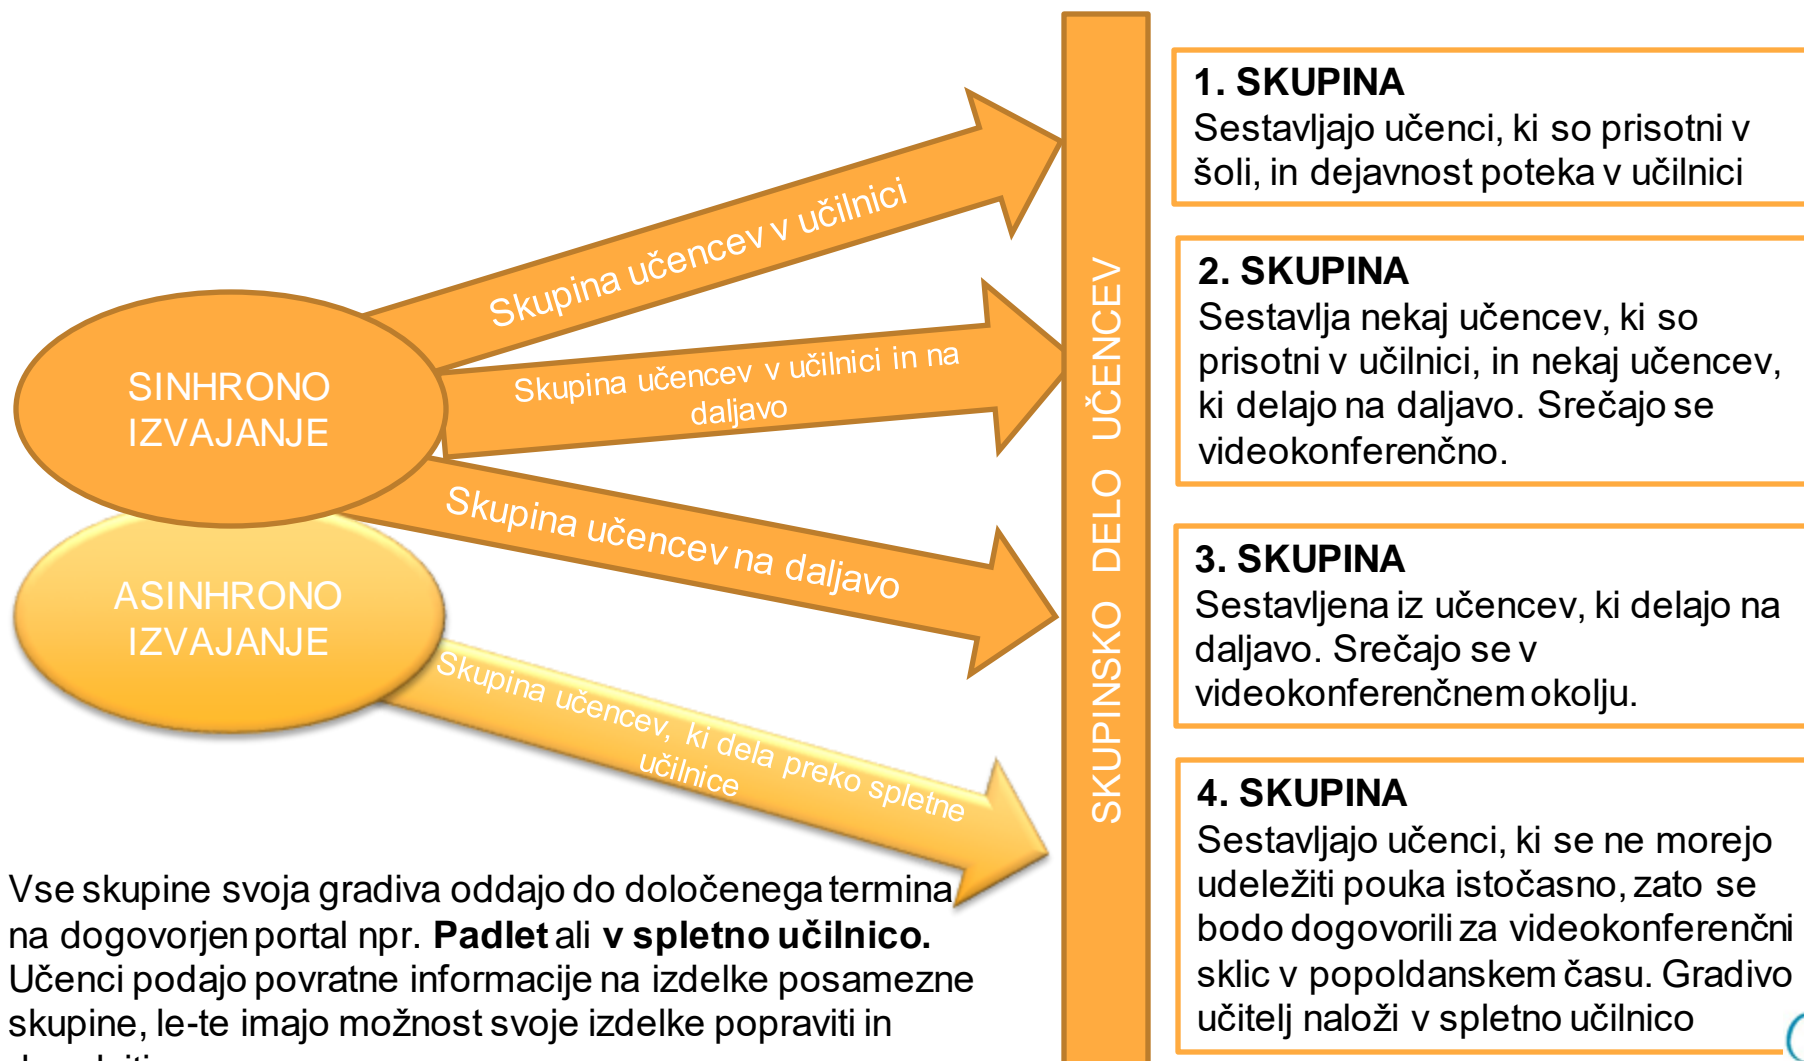 SINHRONO
IZVAJANJE
ASINHRONO
IZVAJANJE
Skupina učencev v učilnici
Skupina učencev v učilnici in na
daljavo
Skupina učencev na daljavo
Skupina učencev, ki dela preko spletne
učilnice
SKUPINSKO DELO UČENCEV
1. SKUPINA
Sestavljajo učenci, ki so prisotni v
šoli, in dejavnost poteka v učilnici
2. SKUPINA
Sestavlja nekaj učencev, ki so
prisotni v učilnici, in nekaj učencev,
ki delajo na daljavo. Srečajo se
videokonferenčno.
3. SKUPINA
Sestavljena iz učencev, ki delajo na
daljavo. Srečajo se v
videokonferenčnem okolju.
4. SKUPINA
Sestavljajo učenci, ki se ne morejo
udeležiti pouka istočasno, zato se
bodo dogovorili za videokonferenčni
sklic v popoldanskem času. Gradivo
učitelj naloži v spletno učilnico
Vse skupine svoja gradiva oddajo do določenega termina
na dogovorjen portal npr. Padlet ali v spletno učilnico.
Učenci podajo povratne informacije na izdelke posamezne
skupine, le-te imajo možnost svoje izdelke popraviti in